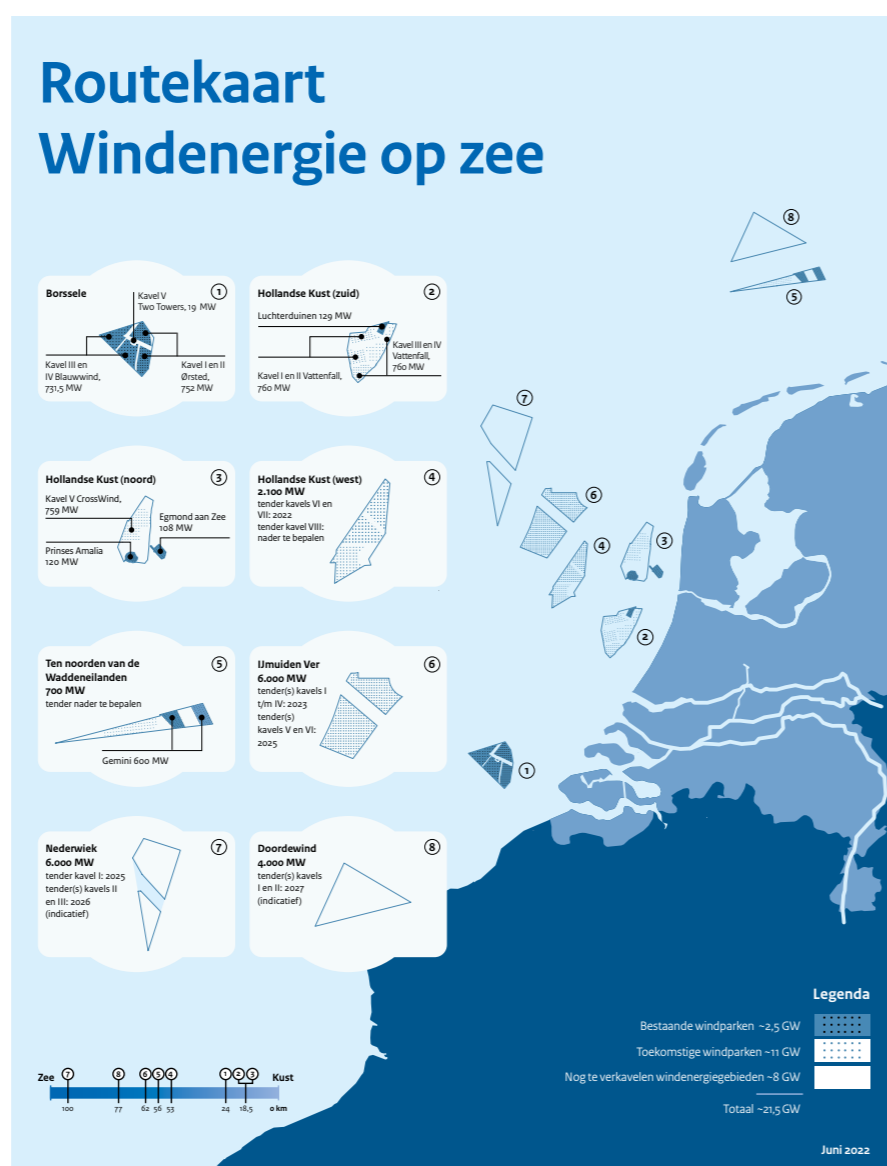 Routekaart
Windenergie op zee
Borssele
1
Kavel V
Two Towers, 19 MW
Kavel III en
IV Blauwwind,
731,5 MW
Kavel I en II
Ørsted,
752 MW
Hollandse Kust (zuid)
2
Luchterduinen 129 MW
Kavel III en IV
Vattenfall,
760 MW
Kavel I en II Vattenfall,
760 MW
Hollandse Kust (noord)
3
Kavel V CrossWind,
759 MW
Egmond aan Zee
108 MW
Prinses Amalia
120 MW
Hollandse Kust (west)
4
2.100 MW
tender kavels VI en
VII: 2022
tender kavel VIII:
nader te bepalen
Ten noorden van de
Waddeneilanden
5
700 MW
tender nader te bepalen
Gemini 600 MW
IJmuiden Ver
6
6.000 MW
tender(s) kavels I
t/m IV: 2023
tender(s)
kavels V en VI:
2025
Nederwiek
7
6.000 MW
tender kavel I: 2025
tender(s) kavels II
en III: 2026
(indicatief)
Doordewind
8
4.000 MW
tender(s) kavels
I en II: 2027
(indicatief)
8
5
7
6
4
3
2
1
Zee 7 8 6 5 4 1 2 3 Kust
100 77 62 56 53 24 18,5 0 km
Legenda
Bestaande windparken ~2,5 GW
Toekomstige windparken ~11 GW
Nog te verkavelen windenergiegebieden ~8 GW
Totaal ~21,5 GW
Juni 2022